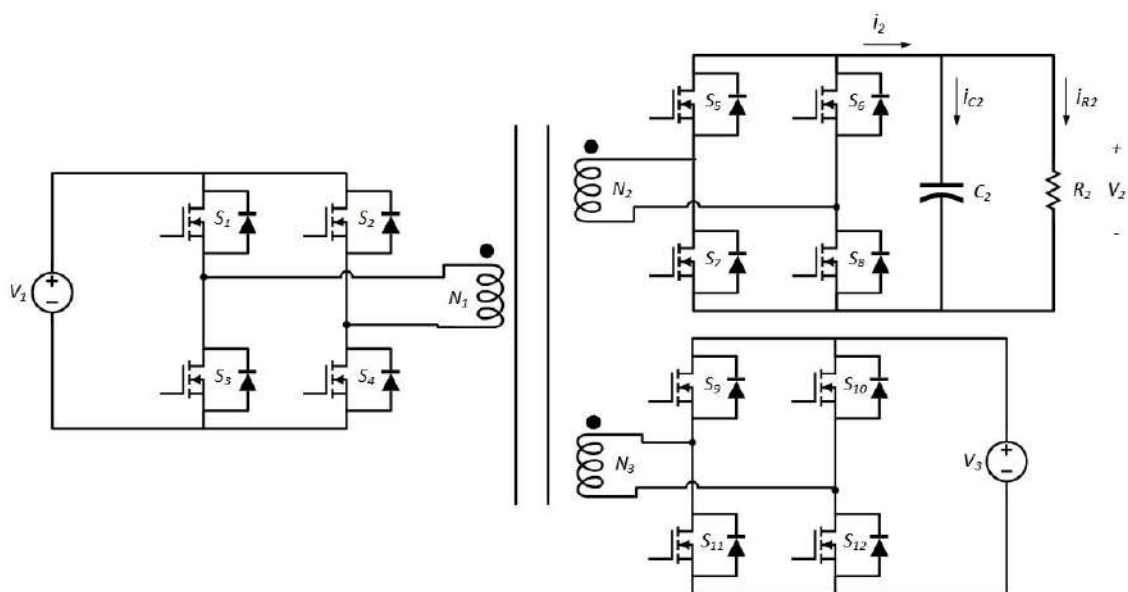 i2
S5
S6
iC2
iR2
+
N2
C2
R2
V2
-
S7
S8
S1
S2
V1
+
-
N1
S3
S4
S9
S10
N3
V3
+
-
S11
S12